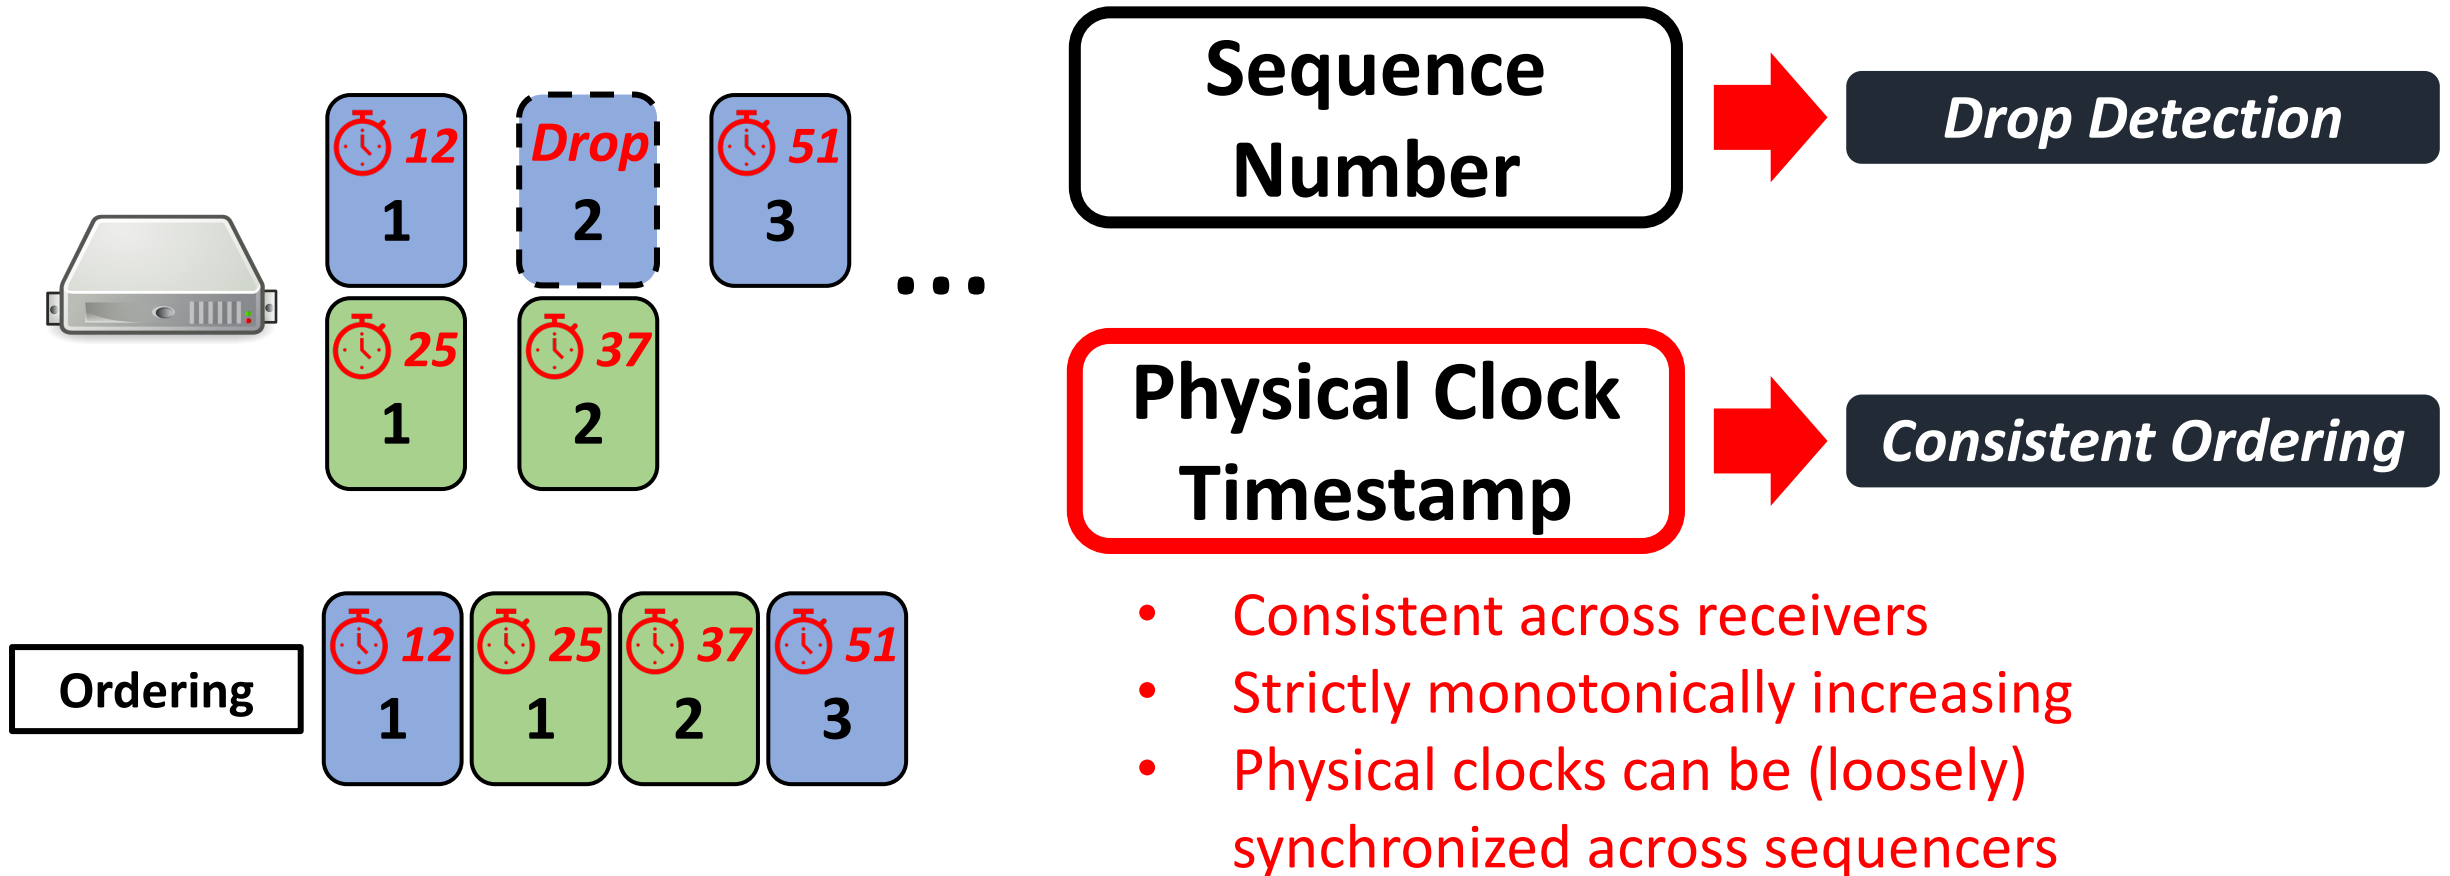 12
Drop
51
1
2
3
...
25
37
1
2
Ordering
12
25
37
51
1
1
2
3
Sequence
Number
Drop Detection
Physical Clock
Timestamp
Consistent Ordering
• Consistent across receivers
• Strictly monotonically increasing
• Physical clocks can be (loosely)
synchronized across sequencers